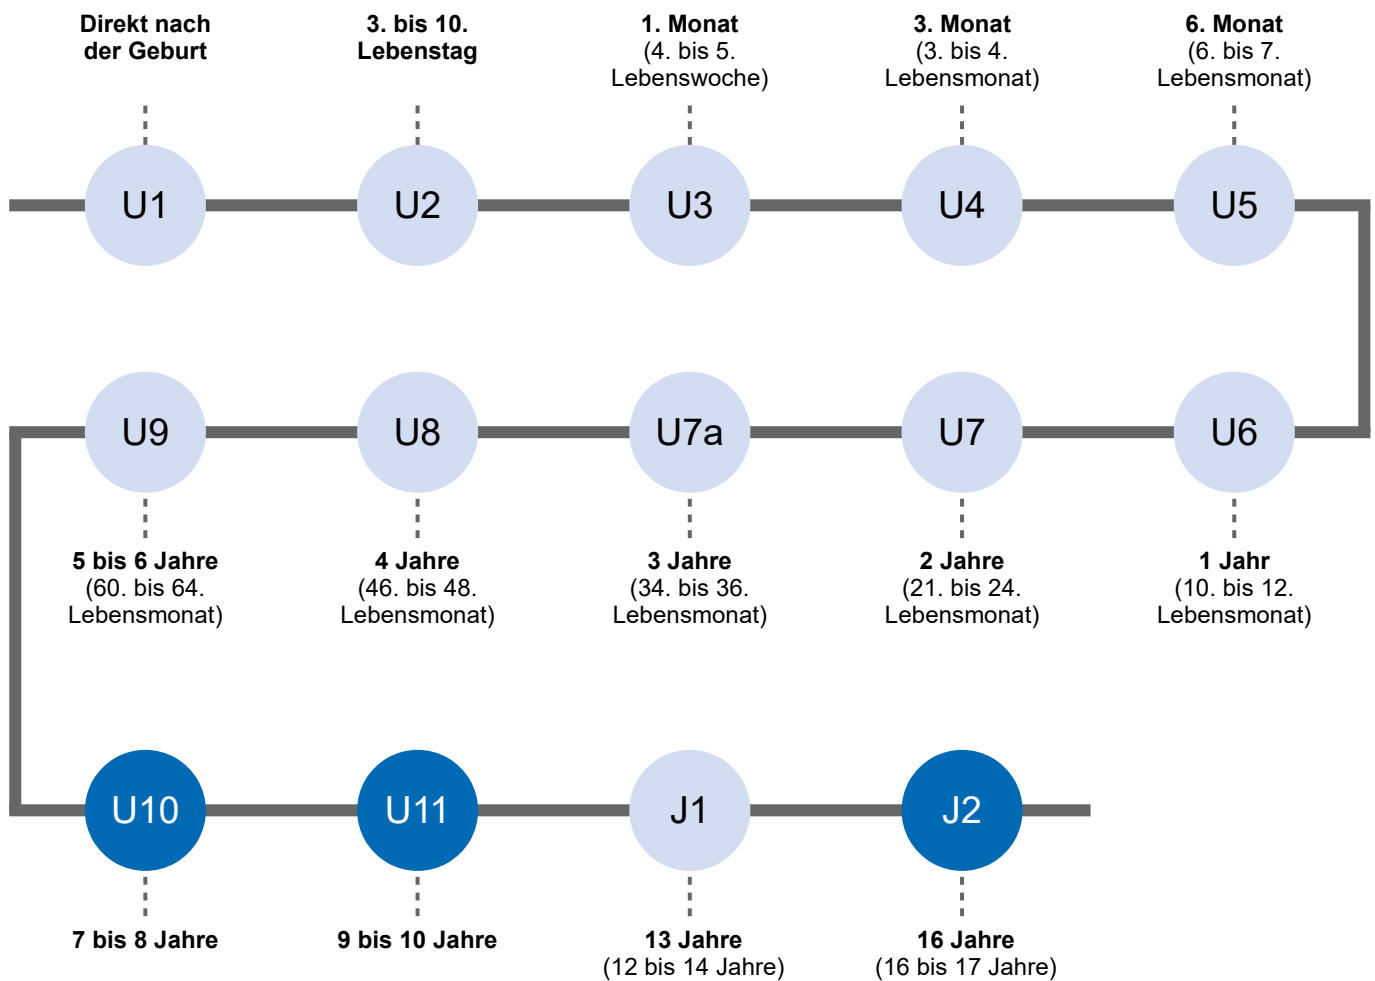 Direkt nach
der Geburt
3. bis 10.
Lebenstag
1. Monat
(4. bis 5.
Lebenswoche)
3. Monat
(3. bis 4.
Lebensmonat)
6. Monat
(6. bis 7.
Lebensmonat)
U1
U2
U3
U4
U5
U9
U8
U7a
U7
U6
5 bis 6 Jahre
(60. bis 64.
Lebensmonat)
4 Jahre
(46. bis 48.
Lebensmonat)
3 Jahre
(34. bis 36.
Lebensmonat)
2 Jahre
(21. bis 24.
Lebensmonat)
1 Jahr
(10. bis 12.
Lebensmonat)
U10
U11
J1
J2
7 bis 8 Jahre
9 bis 10 Jahre
13 Jahre
(12 bis 14 Jahre)
16 Jahre
(16 bis 17 Jahre)